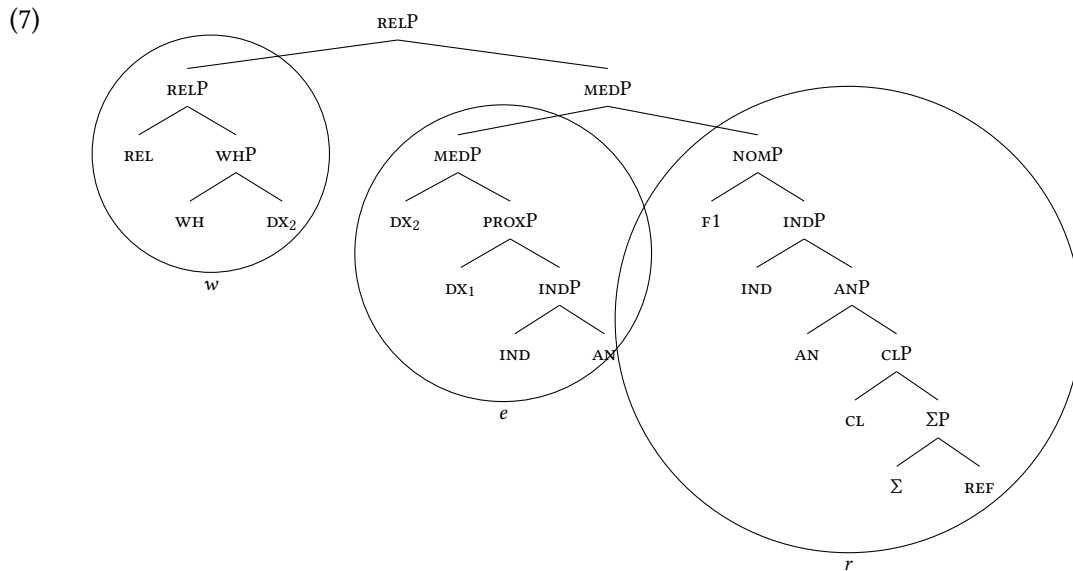 (7)
RELP
RELP MEDP
REL WHP MEDP NOMP
WH DX2 DX2 PROXP F1 INDP
w DX1 INDP IND ANP
IND AN AN CLP
e CL ΣP
Σ REF
r